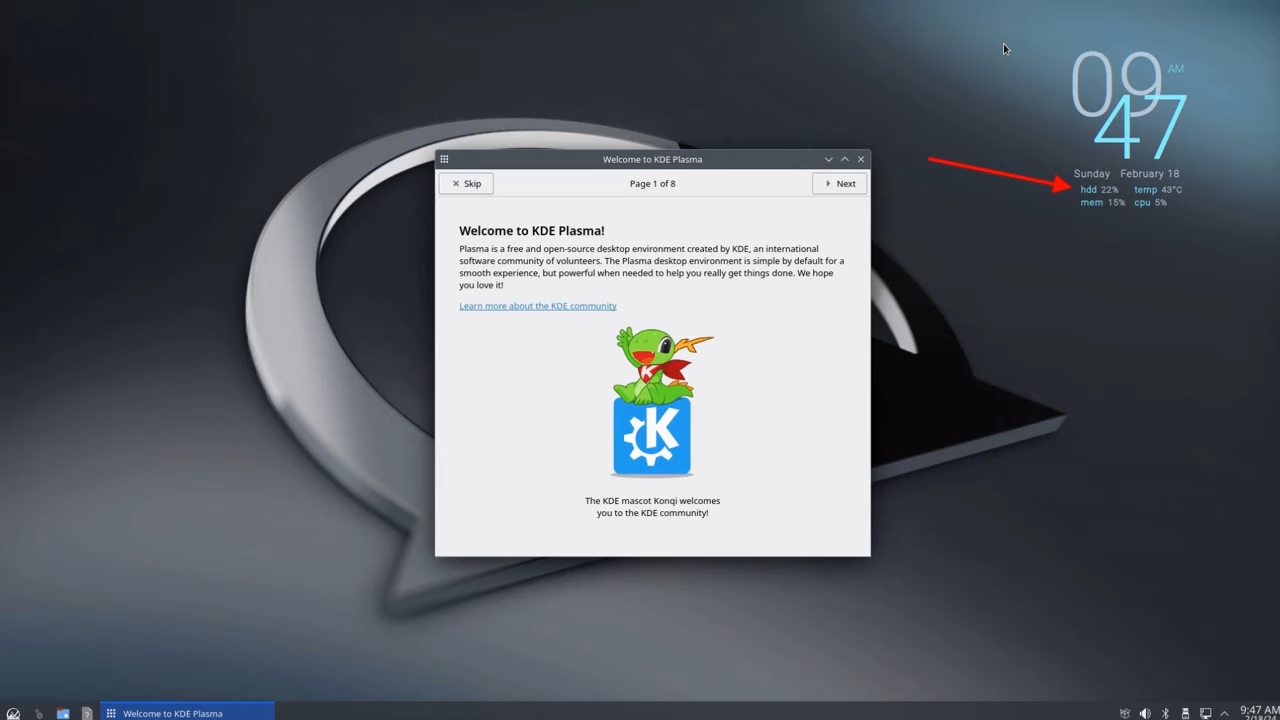 09 AM
47
Sunday February 18
hdd 22% temp 43°C
mem 15% cpu 5%
Welcome to KDE Plasma
Skip
Page 1 of 8
Next
Welcome to KDE Plasma!
Plasma is a free and open-source desktop environment created by KDE, an international
software community of volunteers. The Plasma desktop environment is simple by default for a
smooth experience, but powerful when needed to help you really get things done. We hope
you love it!
Learn more about the KDE community
K
K
The KDE mascot Konqi welcomes
you to the KDE community!
Welcome to KDE Plasma
9:47 AM